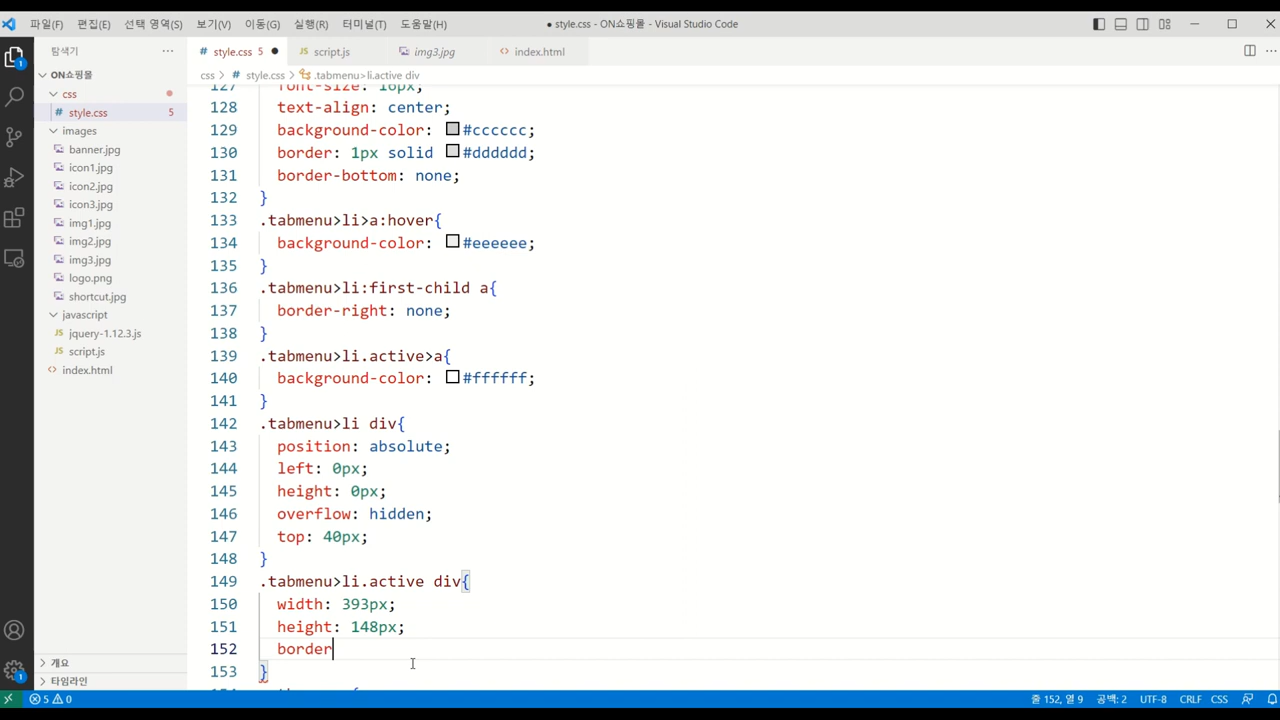 파일(F) 편집(E) 선택 영역(S) 보기(V) 이동(G) 실행(R) 터미널(T) 도움말(H) ● style.css - ON쇼핑몰 - Visual Studio Code
탐색기 ···
style.css 5 ●
script.js
img3.jpg
index.html
ON쇼핑몰
css > # style.css > .tabmenu>li.active div
css
style.css 5
images
banner.jpg
icon1.jpg
icon2.jpg
icon3.jpg
img1.jpg
img2.jpg
img3.jpg
logo.png
shortcut.jpg
javascript
jquery-1.12.3.js
script.js
index.html
개요
타임라인
127 font-size: 16px;
128 text-align: center;
129 background-color: #cccccc;
130 border: 1px solid #dddddd;
131 border-bottom: none;
132 }
133 .tabmenu>li>a:hover{
134 background-color: #eeeeee;
135 }
136 .tabmenu>li:first-child a{
137 border-right: none;
138 }
139 .tabmenu>li.active>a{
140 background-color: #ffffff;
141 }
142 .tabmenu>li div{
143 position: absolute;
144 left: 0px;
145 height: 0px;
146 overflow: hidden;
147 top: 40px;
148 }
149 .tabmenu>li.active div{
150 width: 393px;
151 height: 148px;
152 border
153 }
5 0 줄 152, 열 9 공백: 2 UTF-8 CRLF CSS